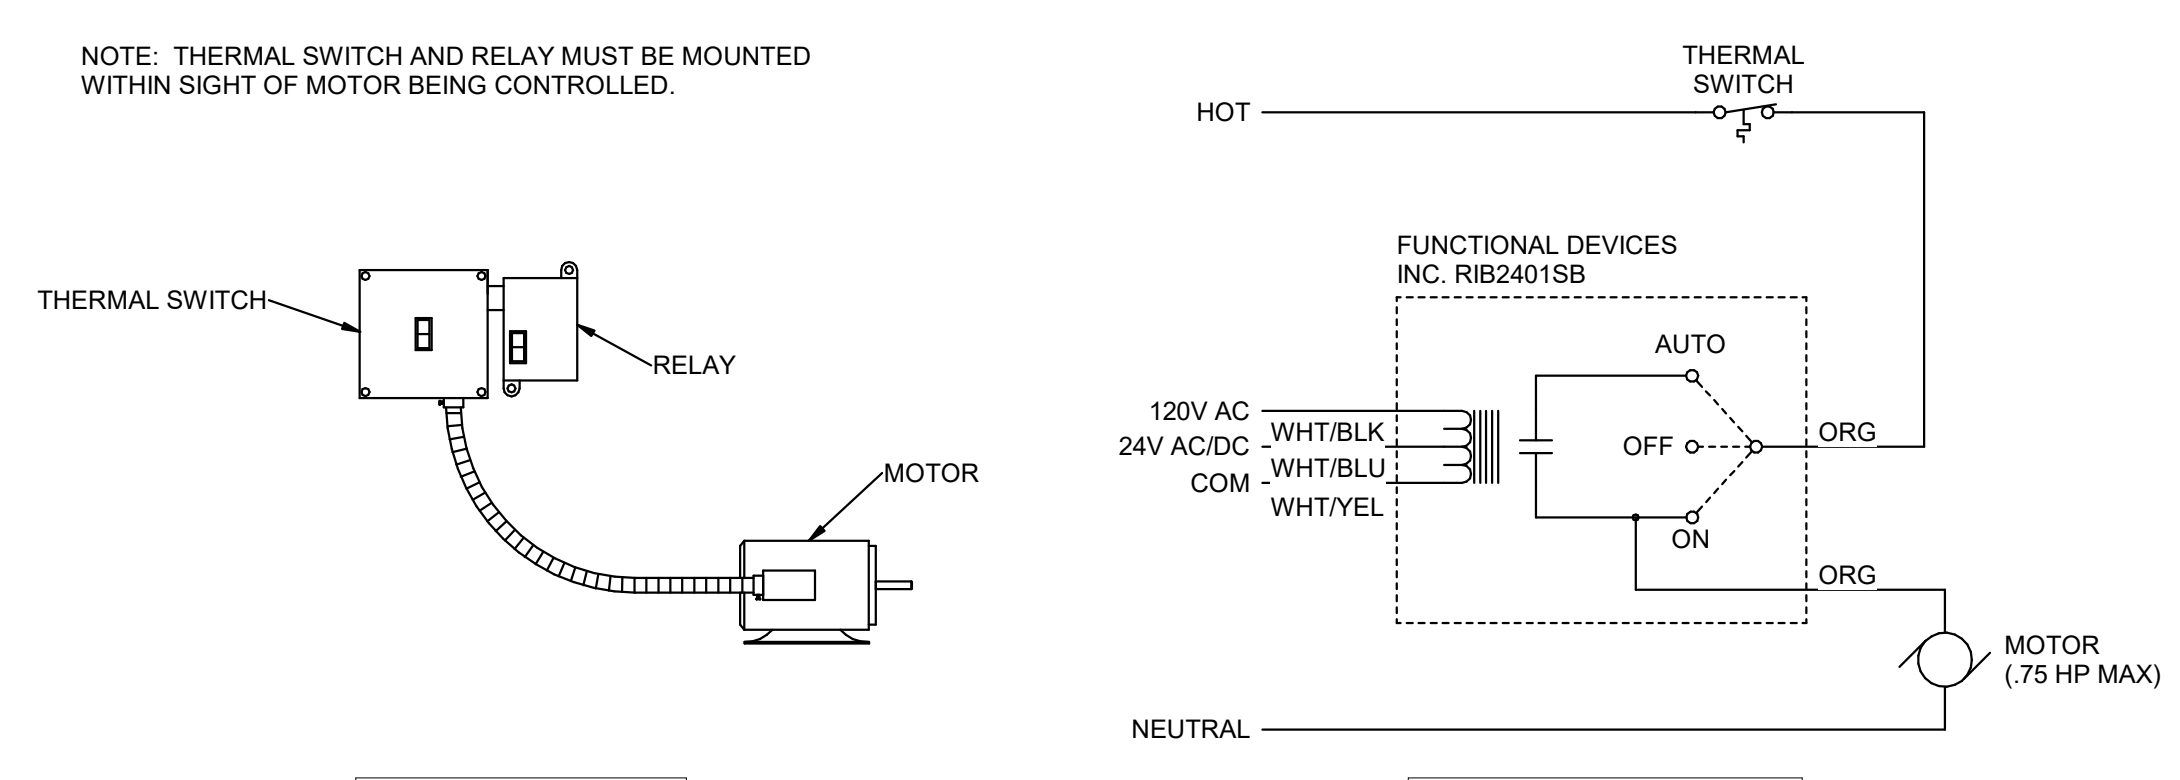 NOTE:  THERMAL SWITCH AND RELAY MUST BE MOUNTED
WITHIN SIGHT OF MOTOR BEING CONTROLLED.
THERMAL SWITCH
RELAY
MOTOR
THERMAL
SWITCH
HOT
FUNCTIONAL DEVICES
INC. RIB2401SB
AUTO
120V AC
WHT/BLK
24V AC/DC
WHT/BLU
COM
WHT/YEL
OFF
ORG
ON
ORG
MOTOR
(.75 HP MAX)
NEUTRAL